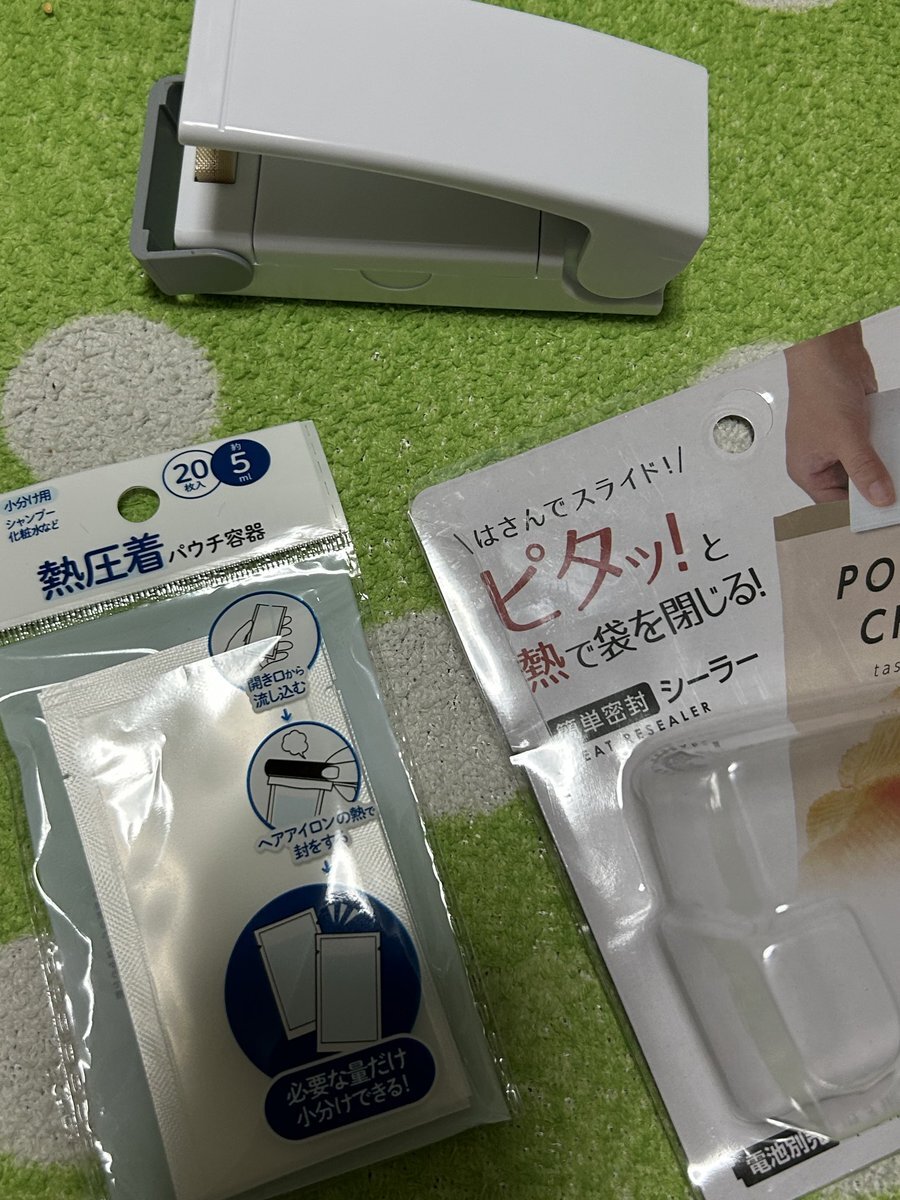 小分け用
シャンプー
化粧水など
20
枚入
約
5
ml
熱圧着 パウチ容器
開き口から
流し込む
ヘアアイロンの熱で
封をする
必要な量だけ
小分けできる!
\はさんでスライド!/
ピタッ!と
熱で袋を閉じる!
簡単密封 シーラー
EAT RESEALER
PO
CH
tas
電池別売